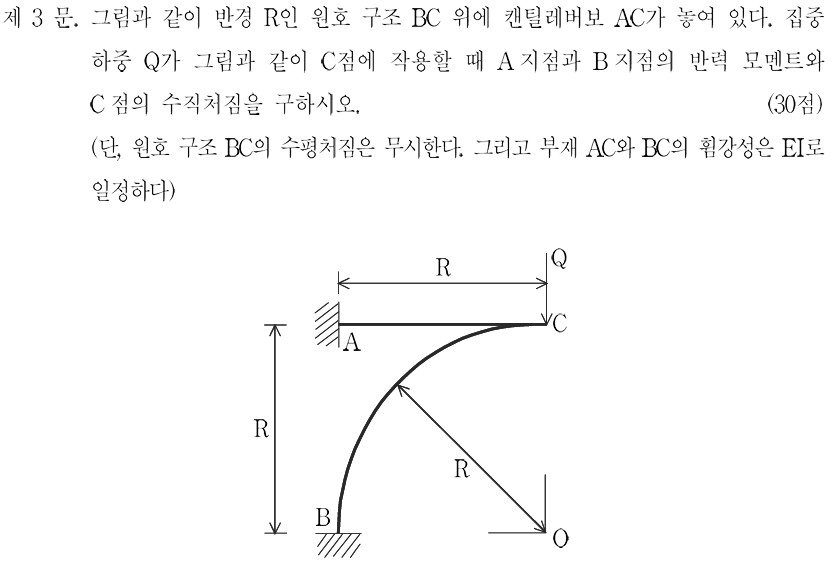 제 3 문. 그림과 같이 반경 R인 원호 구조 BC 위에 캔틸레버보 AC가 놓여 있다. 집중
하중 Q가 그림과 같이 C점에 작용할 때 A지점과 B지점의 반력 모멘트와
C점의 수직처짐을 구하시오. (30점)
(단, 원호 구조 BC의 수평처짐은 무시한다. 그리고 부재 AC와 BC의 휨강성은 EI로
일정하다)
R
Q
A
C
R
R
B
O